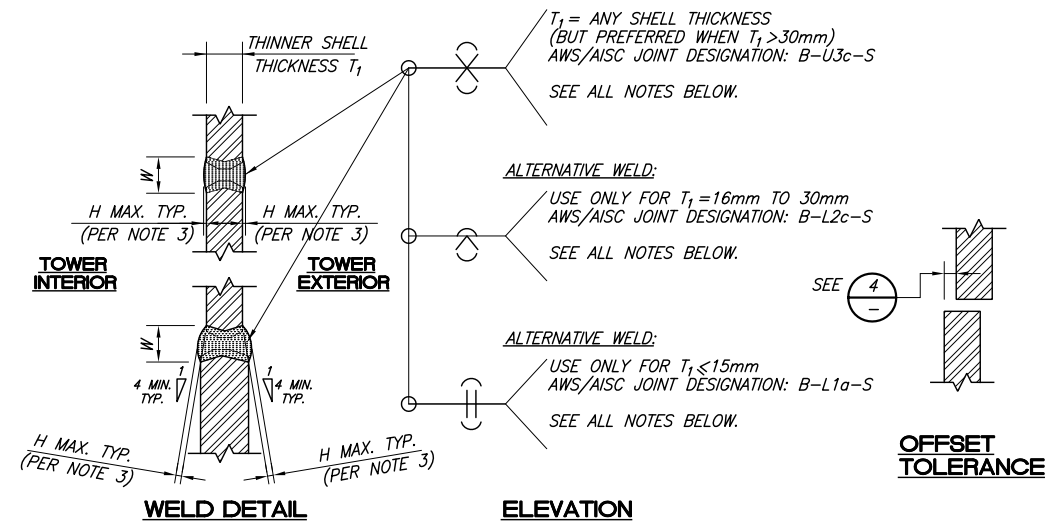 THINNER SHELL
THICKNESS T1
T1 = ANY SHELL THICKNESS
(BUT PREFERRED WHEN T1 >30mm)
AWS/AISC JOINT DESIGNATION: B-U3c-S
SEE ALL NOTES BELOW.
W
H MAX. TYP.
(PER NOTE 3)
H MAX. TYP.
(PER NOTE 3)
TOWER
INTERIOR
TOWER
EXTERIOR
ALTERNATIVE WELD:
USE ONLY FOR T1 =16mm TO 30mm
AWS/AISC JOINT DESIGNATION: B-L2c-S
SEE ALL NOTES BELOW.
SEE
4
–
W
1
4 MIN.
TYP.
1
4 MIN.
TYP.
ALTERNATIVE WELD:
USE ONLY FOR T1 ≤15mm
AWS/AISC JOINT DESIGNATION: B-L1a-S
SEE ALL NOTES BELOW.
H MAX. TYP.
(PER NOTE 3)
H MAX. TYP.
(PER NOTE 3)
OFFSET
TOLERANCE
WELD DETAIL
ELEVATION